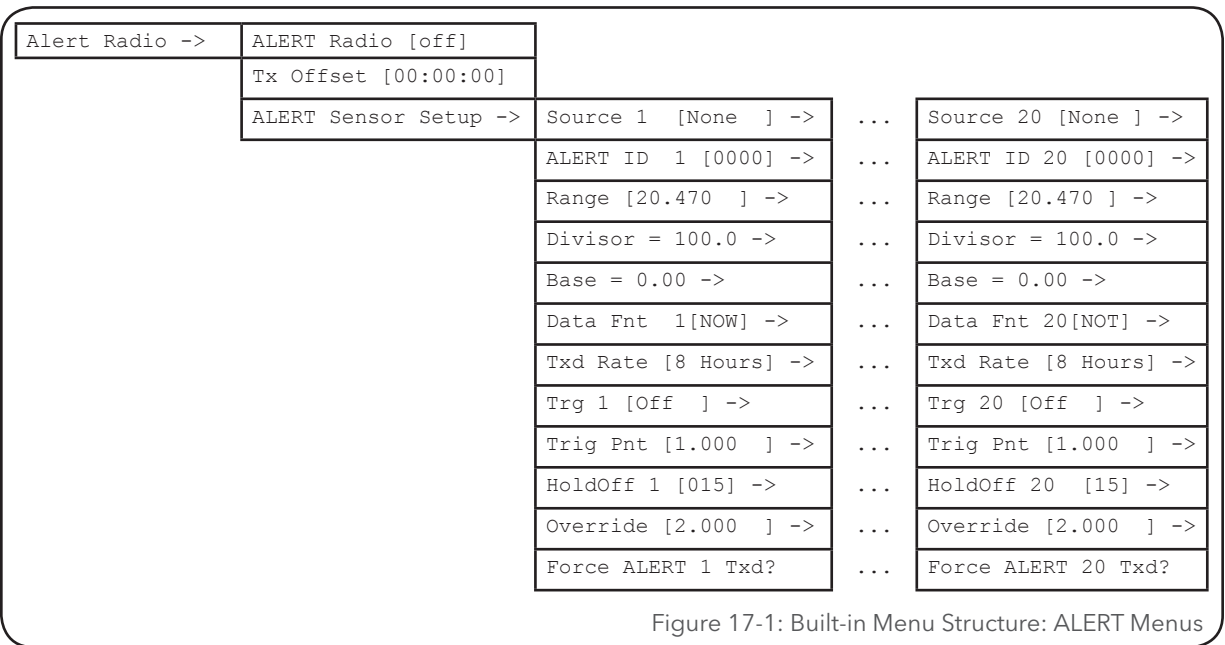 Alert Radio -> ALERT Radio [off]
Tx Offset [00:00:00]
ALERT Sensor Setup -> Source 1 [None ] -> ... Source 20 [None ] ->
ALERT ID 1 [0000] -> ... ALERT ID 20 [0000] ->
Range [20.470 ] -> ... Range [20.470 ] ->
Divisor = 100.0 -> ... Divisor = 100.0 ->
Base = 0.00 -> ... Base = 0.00 ->
Data Fnt 1[NOW] -> ... Data Fnt 20[NOT] ->
Txd Rate [8 Hours] -> ... Txd Rate [8 Hours] ->
Trg 1 [Off ] -> ... Trg 20 [Off ] ->
Trig Pnt [1.000 ] -> ... Trig Pnt [1.000 ] ->
HoldOff 1 [015] -> ... HoldOff 20 [15] ->
Override [2.000 ] -> ... Override [2.000 ] ->
Force ALERT 1 Txd? ... Force ALERT 20 Txd?
Figure 17-1: Built-in Menu Structure: ALERT Menus